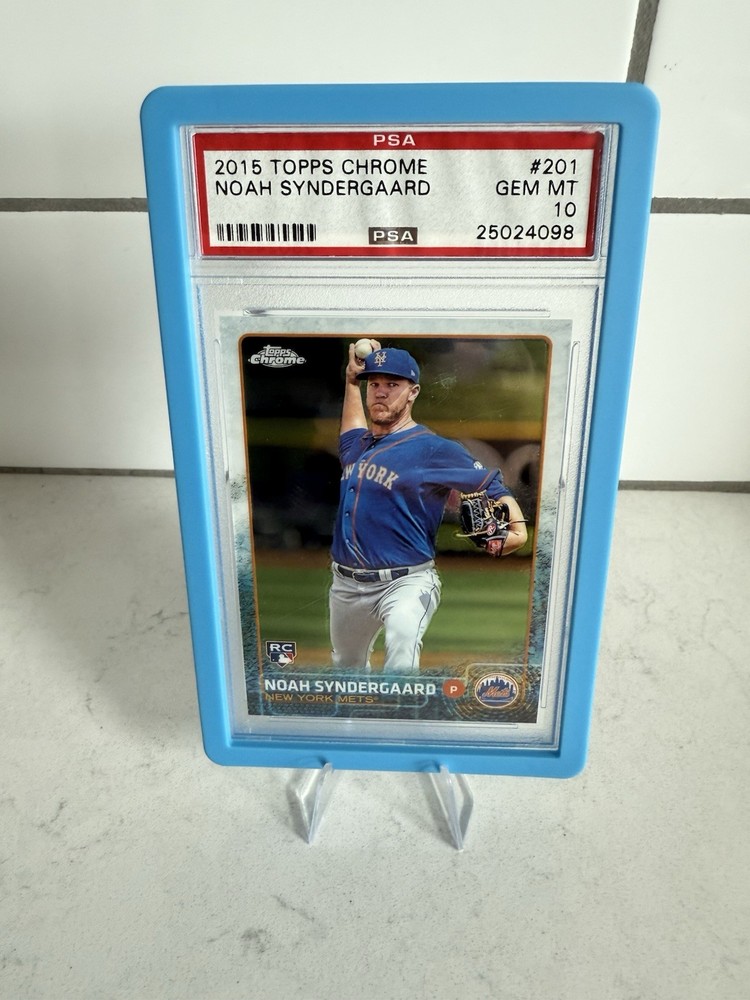 PSA
2015 TOPPS CHROME #201
NOAH SYNDERGAARD GEM MT
10
PSA 25024098
Topps
Chrome
NY
W YORK
RC
NOAH SYNDERGAARD P
NEW YORK METS®
Mets